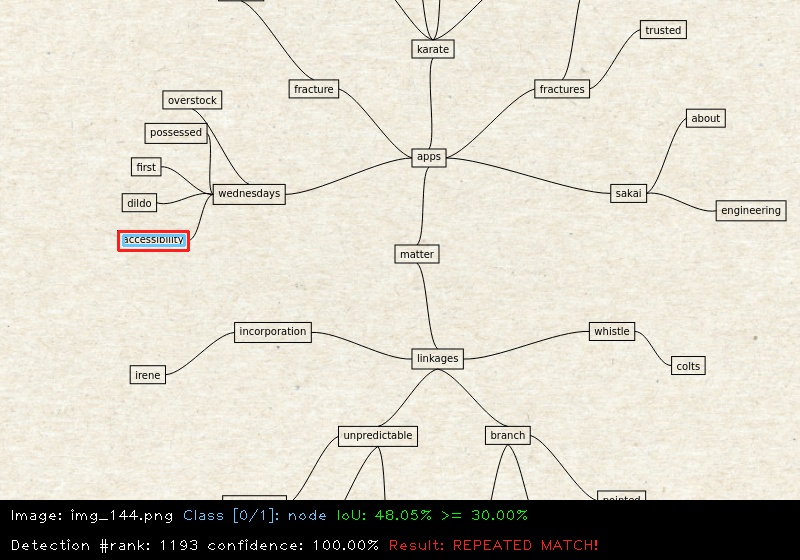 trusted
karate
fracture
fractures
overstock
about
possessed
apps
first
wednesdays
sakai
dildo
engineering
accessibility
matter
incorporation
whistle
linkages
irene
colts
unpredictable
branch
pointed
Image: img_144.png Class [0/1]: node IoU: 48.05% >= 30.00%
Detection #rank: 1193 confidence: 100.00% Result: REPEATED MATCH!